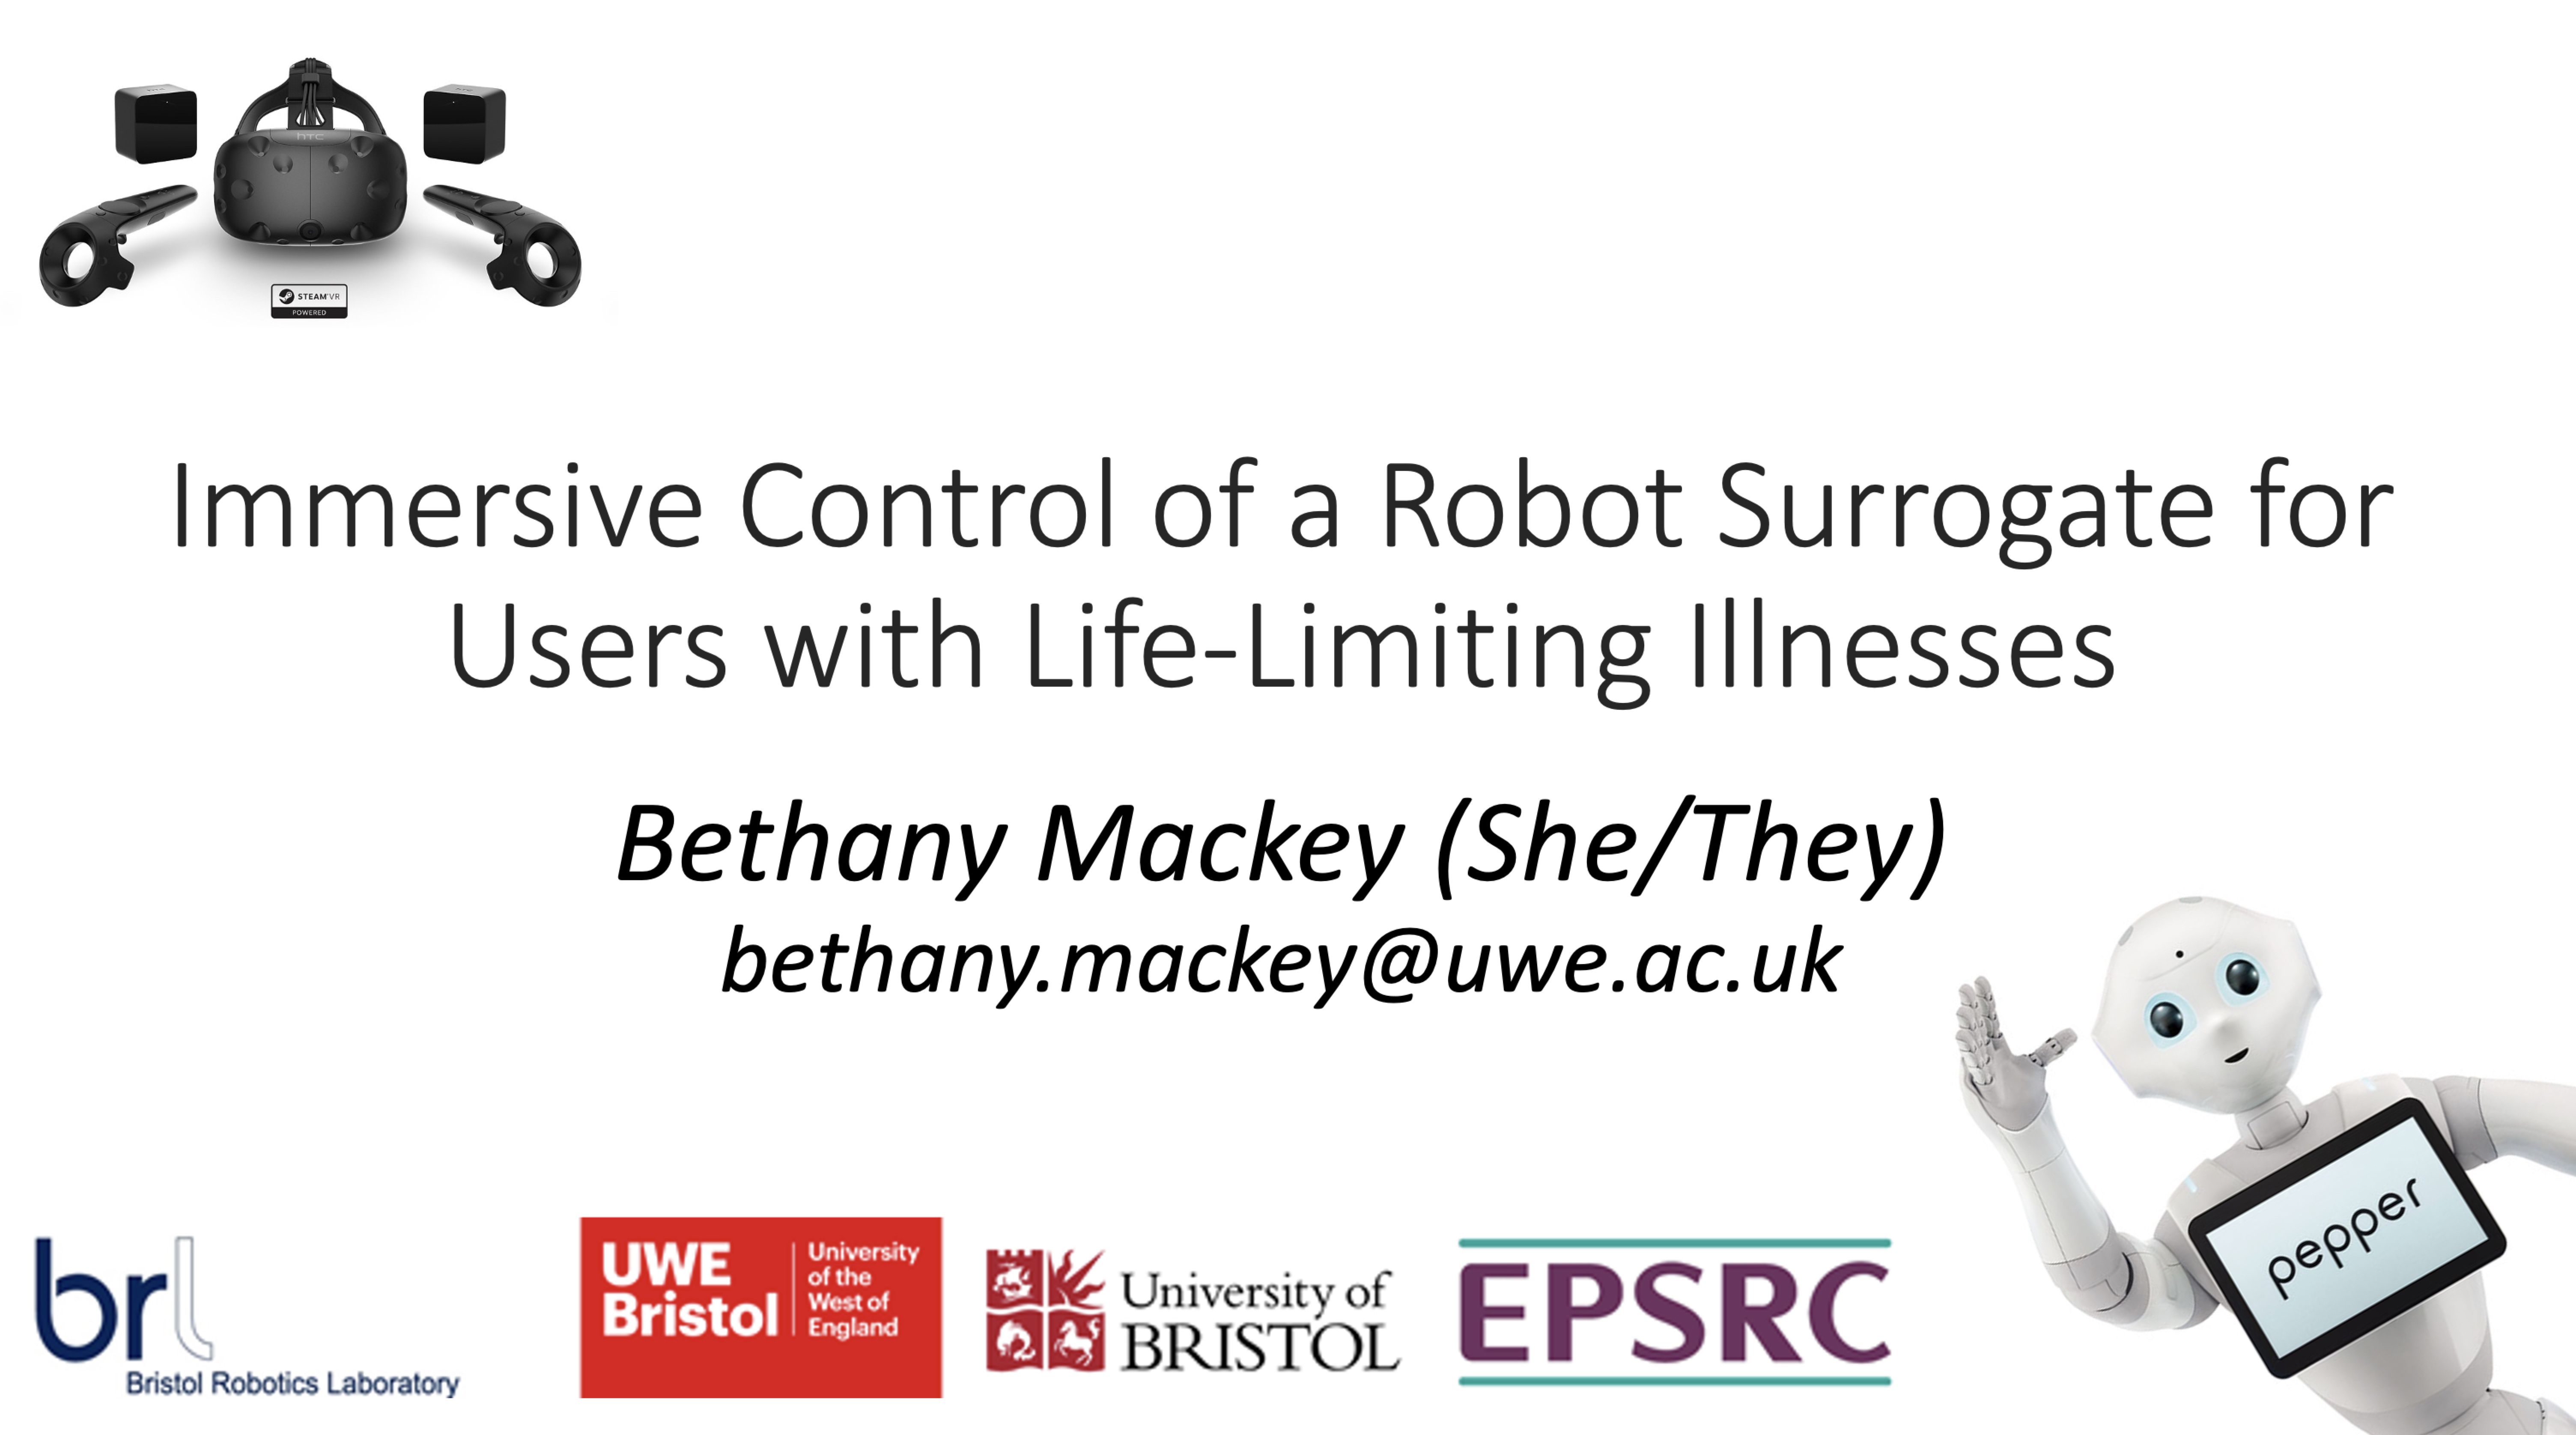 htc
STEAM VR
POWERED
Immersive Control of a Robot Surrogate for
Users with Life-Limiting Illnesses
Bethany Mackey (She/They)
bethany.mackey@uwe.ac.uk
pepper
brl
Bristol Robotics Laboratory
UWE
Bristol
University
of the
West of
England
University of
BRISTOL
EPSRC